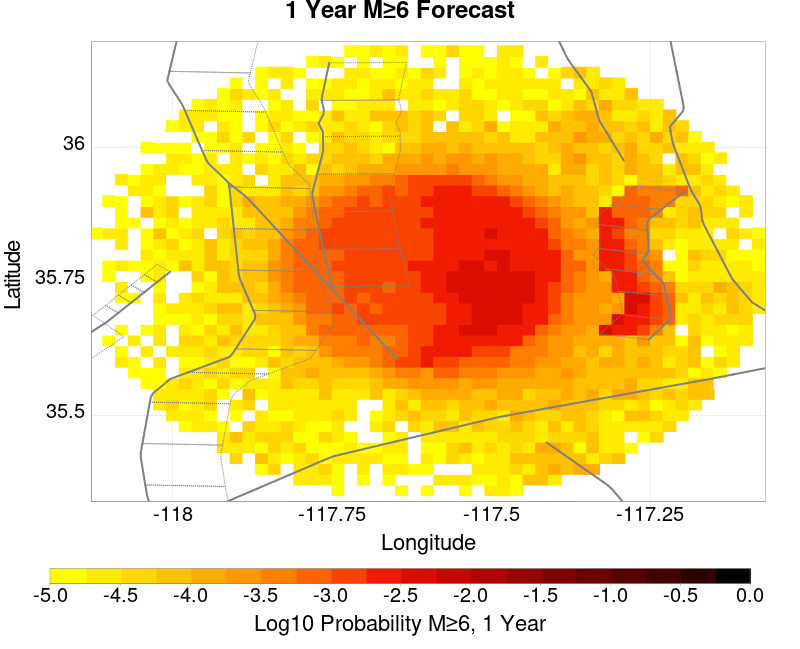 1 Year M≥6 Forecast
36
35.75
35.5
Latitude
-118 -117.75 -117.5 -117.25
Longitude
-5.0 -4.5 -4.0 -3.5 -3.0 -2.5 -2.0 -1.5 -1.0 -0.5 0.0
Log10 Probability M≥6, 1 Year